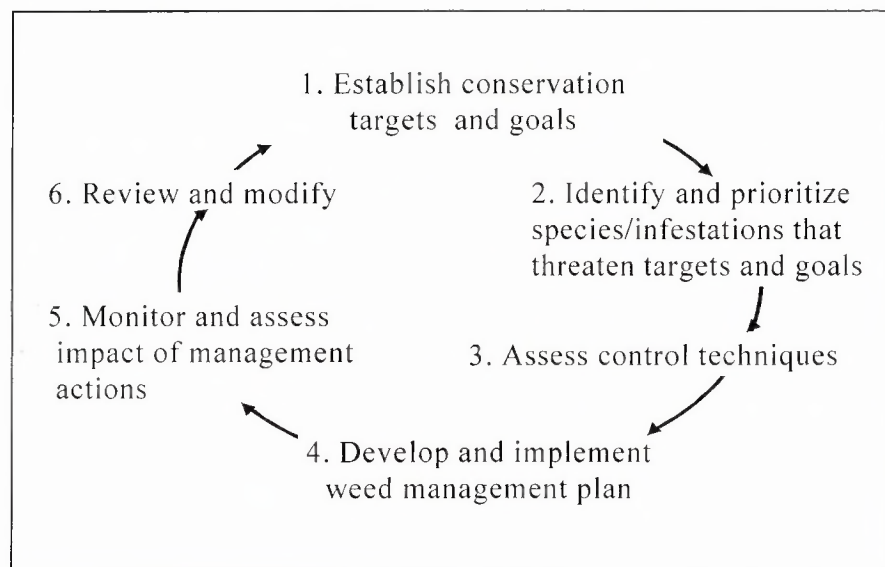 1. Establish conservation
targets and goals
2. Identify and prioritize
species/infestations that
threaten targets and goals
3. Assess control techniques
4. Develop and implement
weed management plan
5. Monitor and assess
impact of management
actions
6. Review and modify